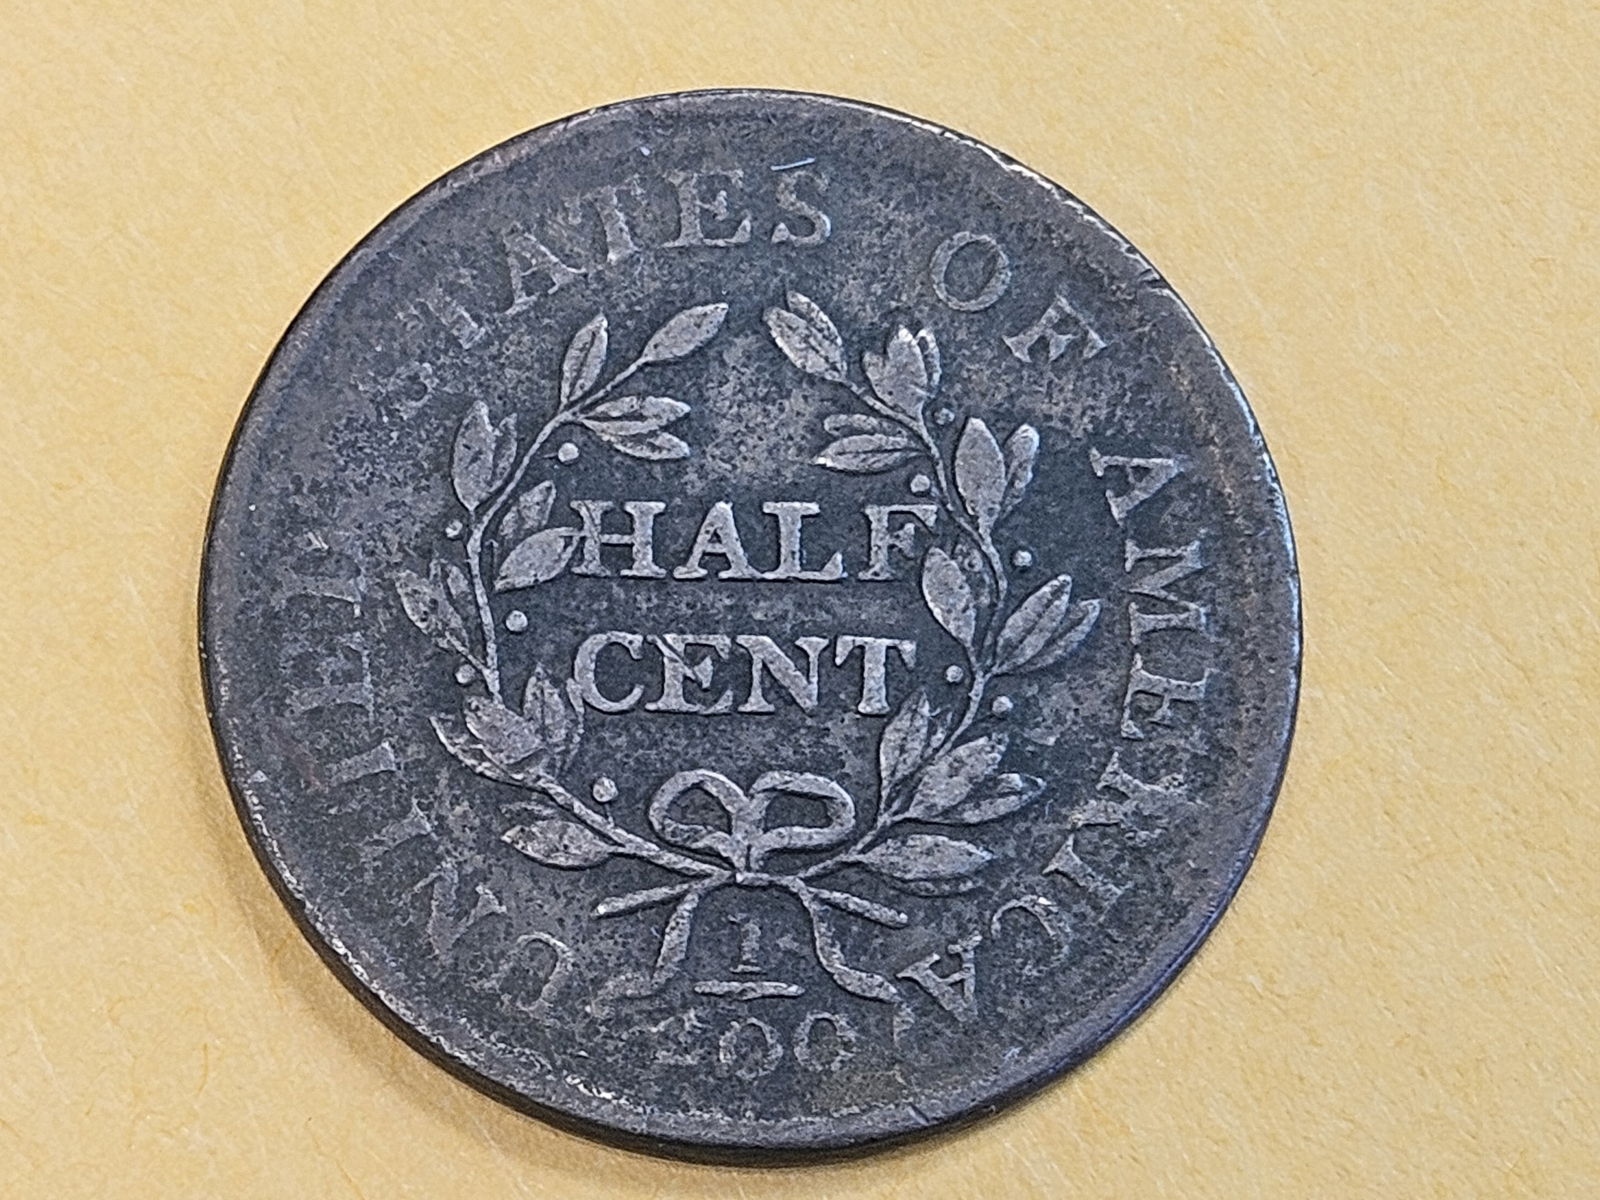 UNITED STATES OF AMERICA
HALF
CENT
1
200